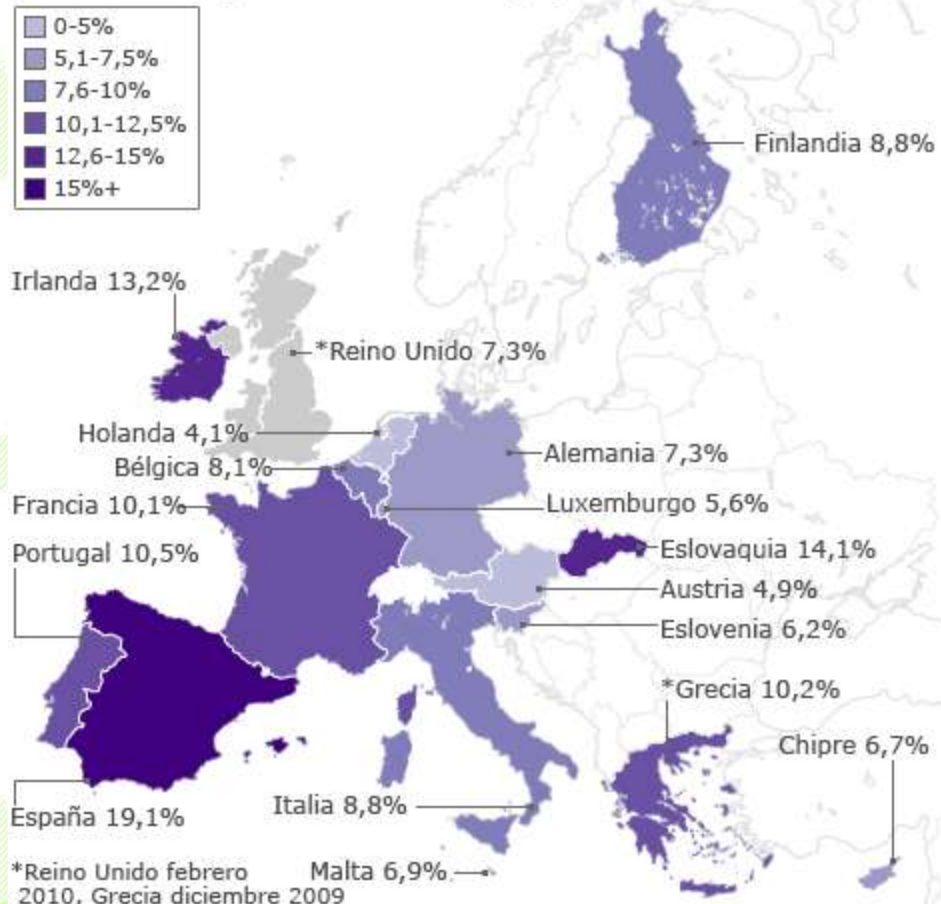 0-5%
5,1-7,5%
7,6-10%
10,1-12,5%
12,6-15%
15%+
Finlandia 8,8%
Irlanda 13,2%
*Reino Unido 7,3%
Holanda 4,1%
Alemania 7,3%
Bélgica 8,1%
Francia 10,1%
Luxemburgo 5,6%
Portugal 10,5%
Eslovaquia 14,1%
Austria 4,9%
Eslovenia 6,2%
*Grecia 10,2%
Chipre 6,7%
España 19,1%
Italia 8,8%
Malta 6,9%
*Reino Unido febrero
2010. Grecia diciembre 2009